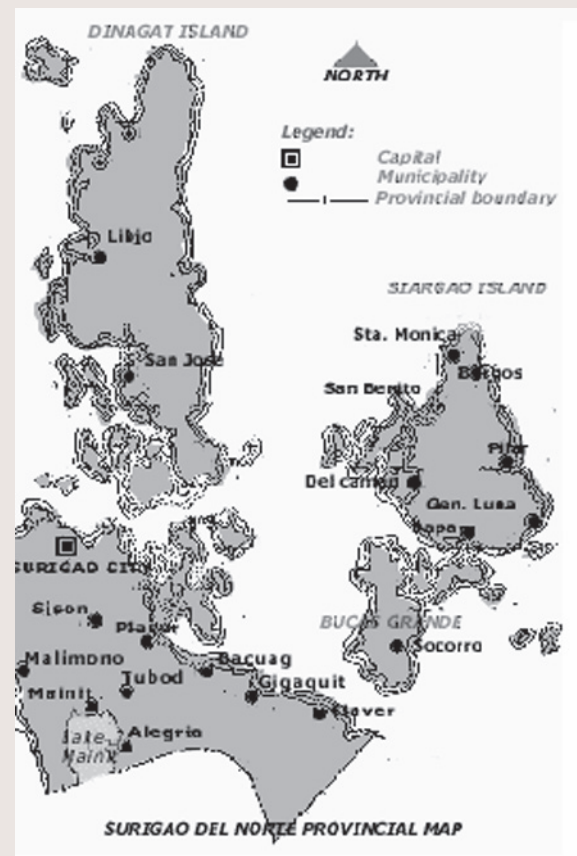 DINAGAT ISLAND
NORTH
Legend:
Capital
Municipality
Provincial boundary
Libjo
SIARGAO ISLAND
Sta. Monica
San Jose
Burgos
San Benito
Pilar
Del Carmen
Gen. Luna
Dapa
SURIGAO CITY
Sison
BUCAS GRANDE
Placer
Socorro
Malimono
Bacuag
Tubod
Gigaquit
Mainit
Claver
Lake
Mainit
Alegria
SURIGAO DEL NORTE PROVINCIAL MAP